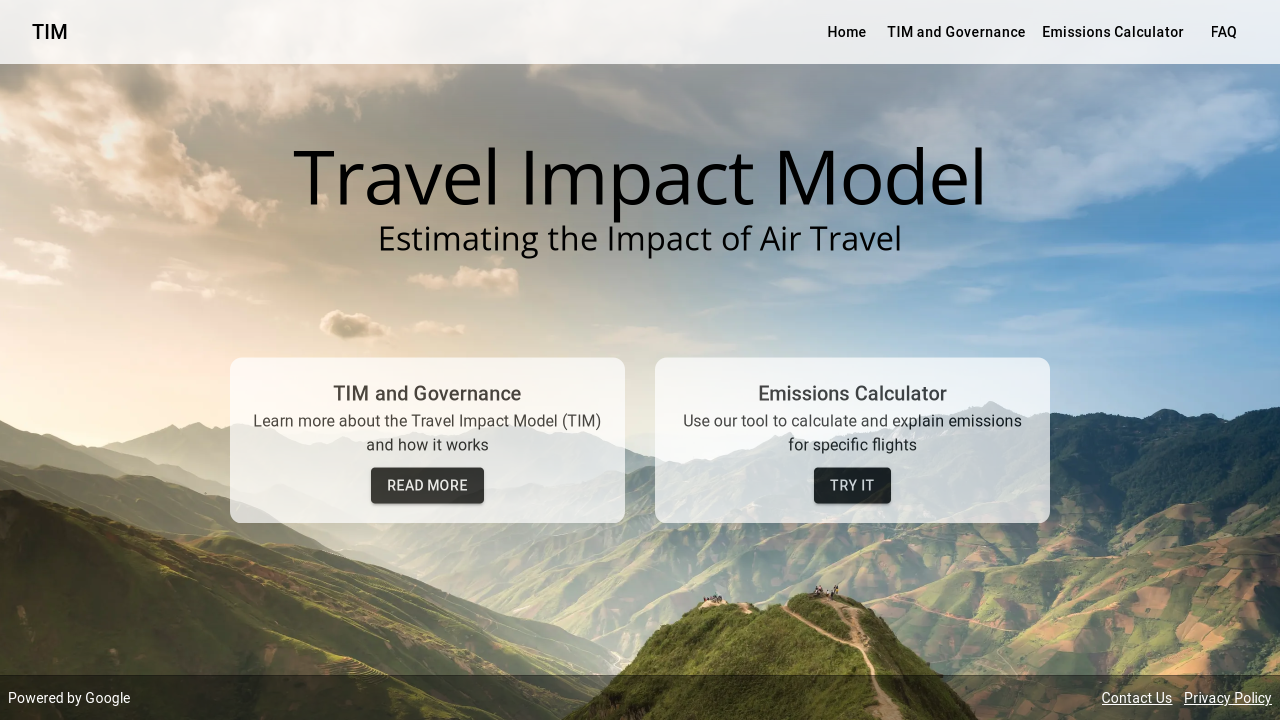 TIM
Home
TIM and Governance
Emissions Calculator
FAQ
Travel Impact Model
Estimating the Impact of Air Travel
TIM and Governance
Learn more about the Travel Impact Model (TIM)
and how it works
READ MORE
Emissions Calculator
Use our tool to calculate and explain emissions
for specific flights
TRY IT
Powered by Google
Contact Us
Privacy Policy